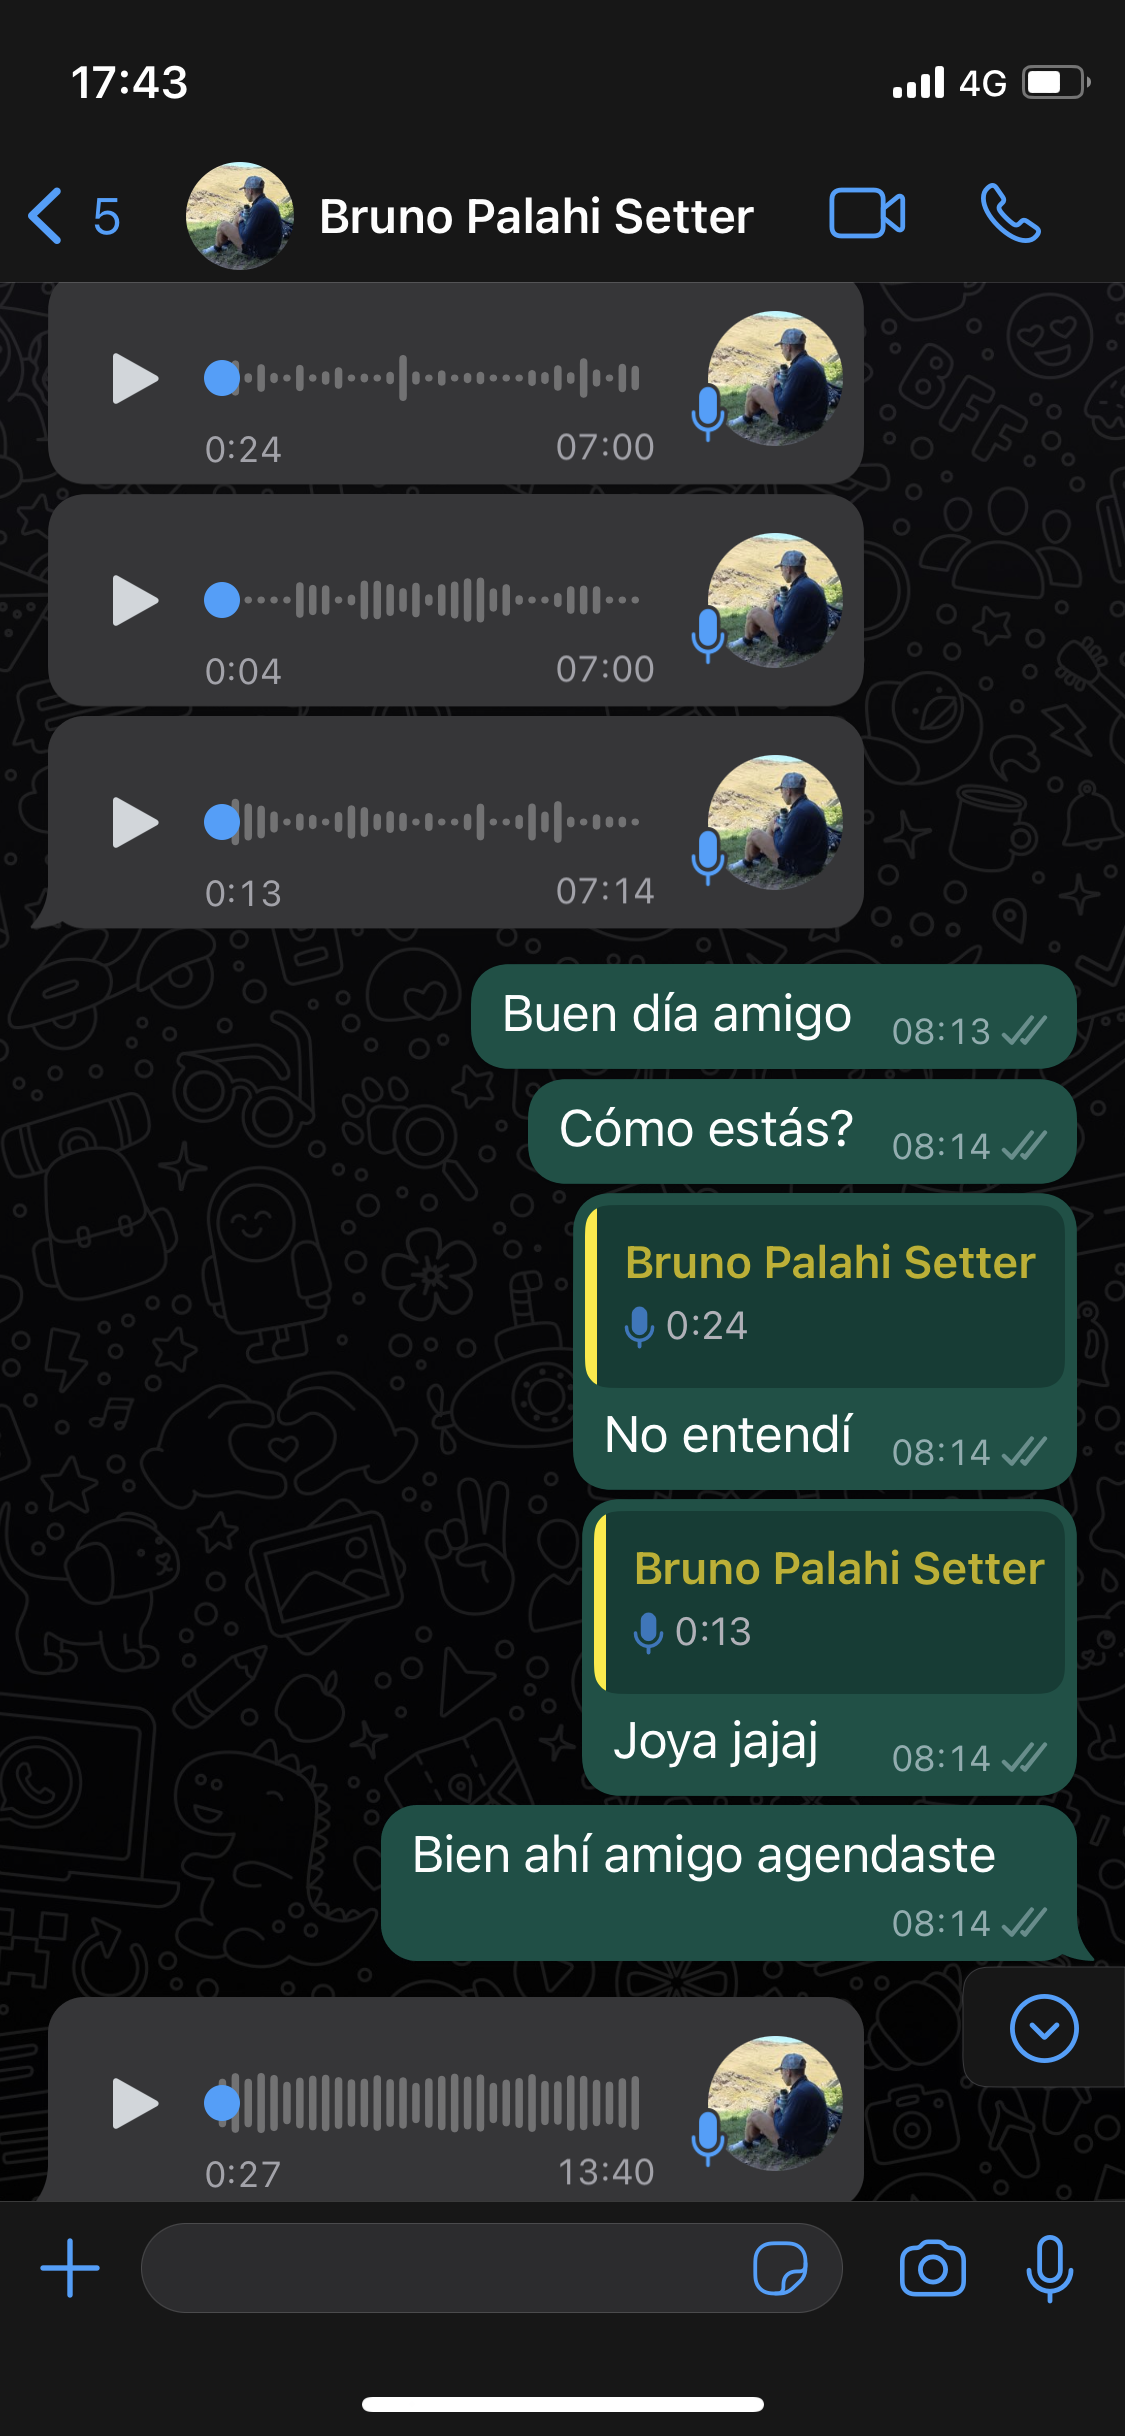 17:43
4G
5
Bruno Palahi Setter
0:24
07:00
0:04
07:00
0:13
07:14
Buen día amigo
08:13
Cómo estás?
08:14
Bruno Palahi Setter
0:24
No entendí
08:14
Bruno Palahi Setter
0:13
Joya jajaj
08:14
Bien ahí amigo agendaste
08:14
0:27
13:40
BFF